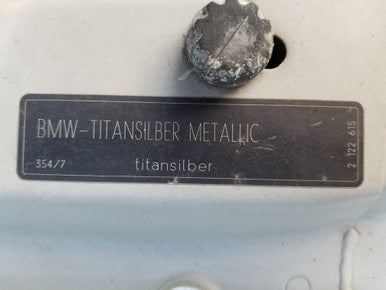 BMW-TITANSILBER METALLIC
354/7
titansilber
2 122 615